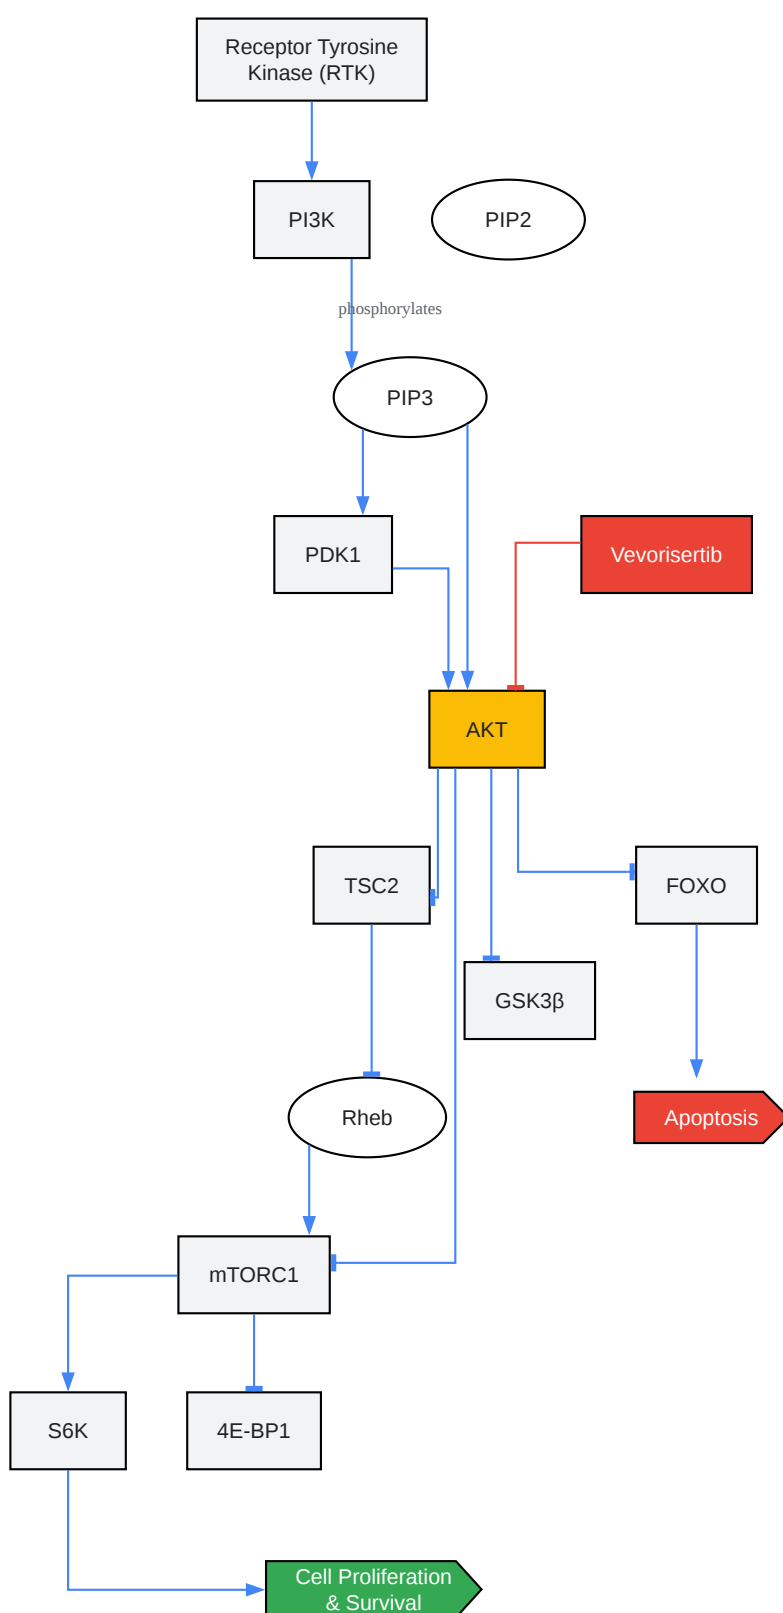 Receptor Tyrosine
Kinase (RTK)
PI3K
PIP2
phosphorylates
PIP3
PDK1
Vevorisertib
AKT
TSC2
FOXO
GSK3β
Rheb
Apoptosis
mTORC1
S6K
4E-BP1
Cell Proliferation
& Survival